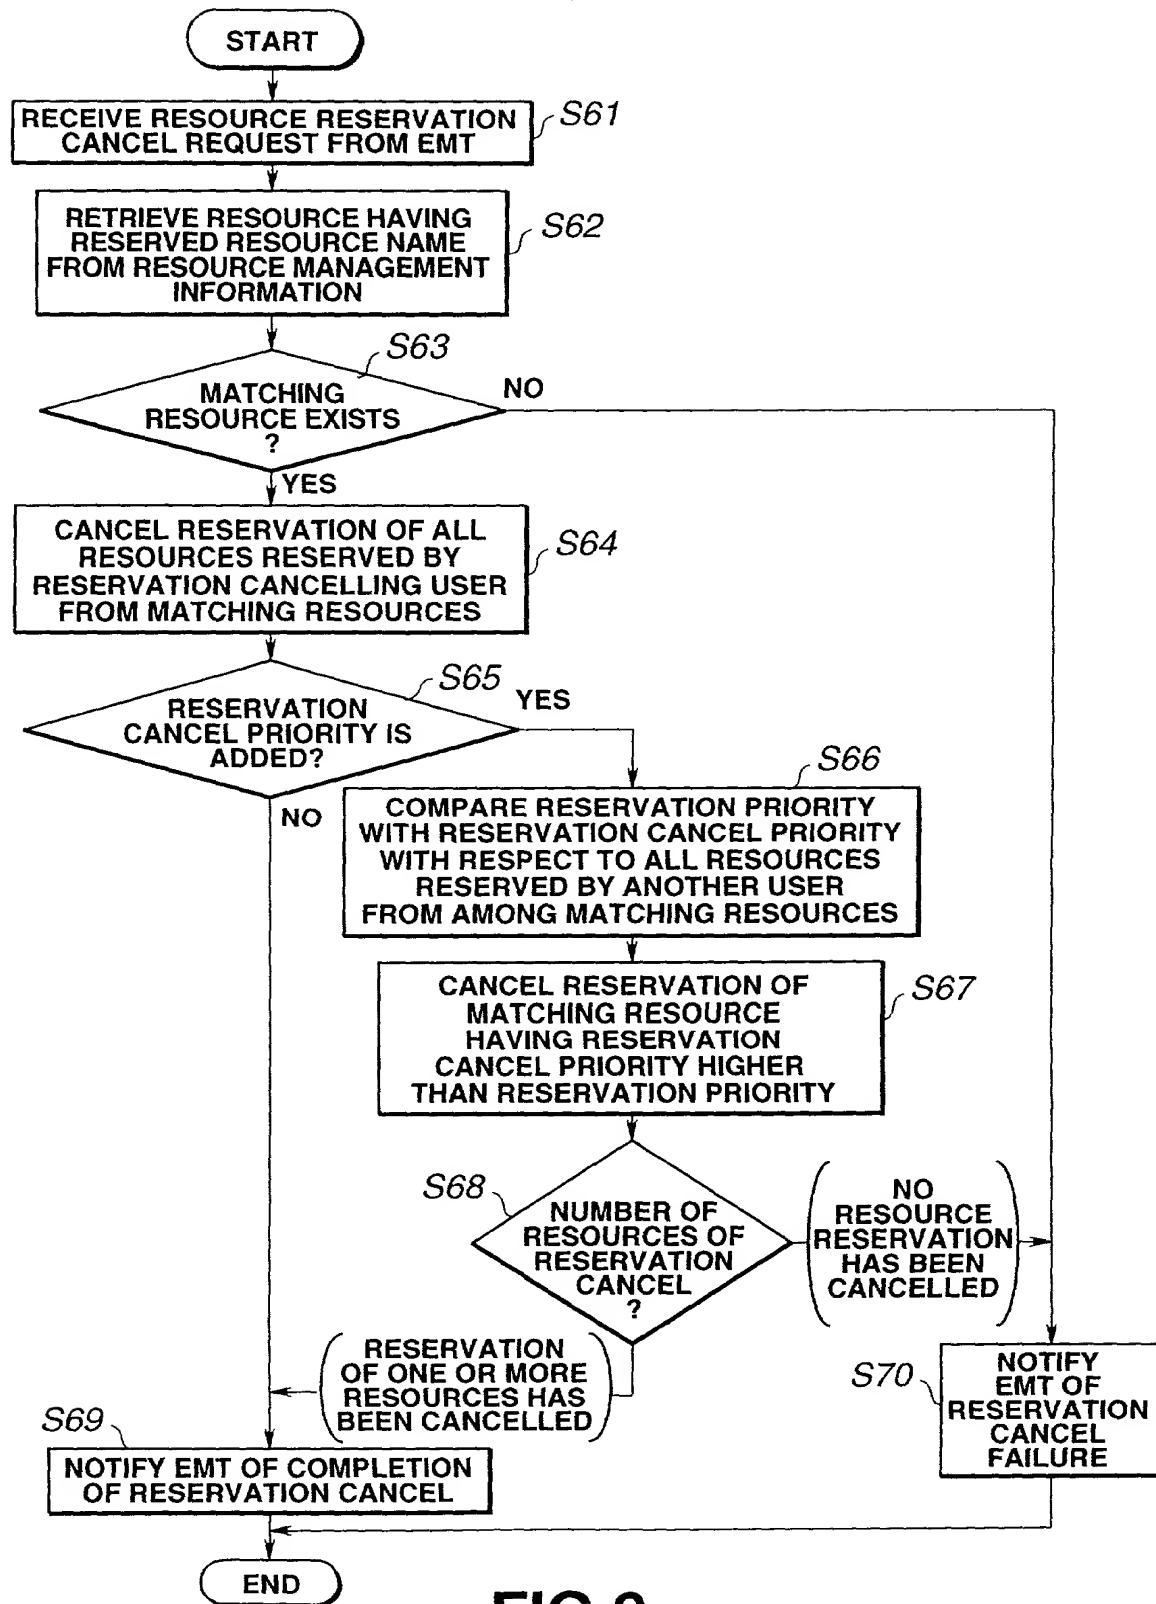 START
RECEIVE RESOURCE RESERVATION
CANCEL REQUEST FROM EMT
S61
RETRIEVE RESOURCE HAVING
RESERVED RESOURCE NAME
FROM RESOURCE MANAGEMENT
INFORMATION
S62
S63
MATCHING
RESOURCE EXISTS
?
NO
YES
CANCEL RESERVATION OF ALL
RESOURCES RESERVED BY
RESERVATION CANCELLING USER
FROM MATCHING RESOURCES
S64
S65
RESERVATION
CANCEL PRIORITY IS
ADDED?
YES
NO
S66
COMPARE RESERVATION PRIORITY
WITH RESERVATION CANCEL PRIORITY
WITH RESPECT TO ALL RESOURCES
RESERVED BY ANOTHER USER
FROM AMONG MATCHING RESOURCES
CANCEL RESERVATION OF
MATCHING RESOURCE
HAVING RESERVATION
CANCEL PRIORITY HIGHER
THAN RESERVATION PRIORITY
S67
S68
NUMBER OF
RESOURCES OF
RESERVATION
CANCEL
?
NO
RESOURCE
RESERVATION
HAS BEEN
CANCELLED
RESERVATION
OF ONE OR MORE
RESOURCES HAS
BEEN CANCELLED
S70
NOTIFY
EMT OF
RESERVATION
CANCEL
FAILURE
S69
NOTIFY EMT OF COMPLETION
OF RESERVATION CANCEL
END